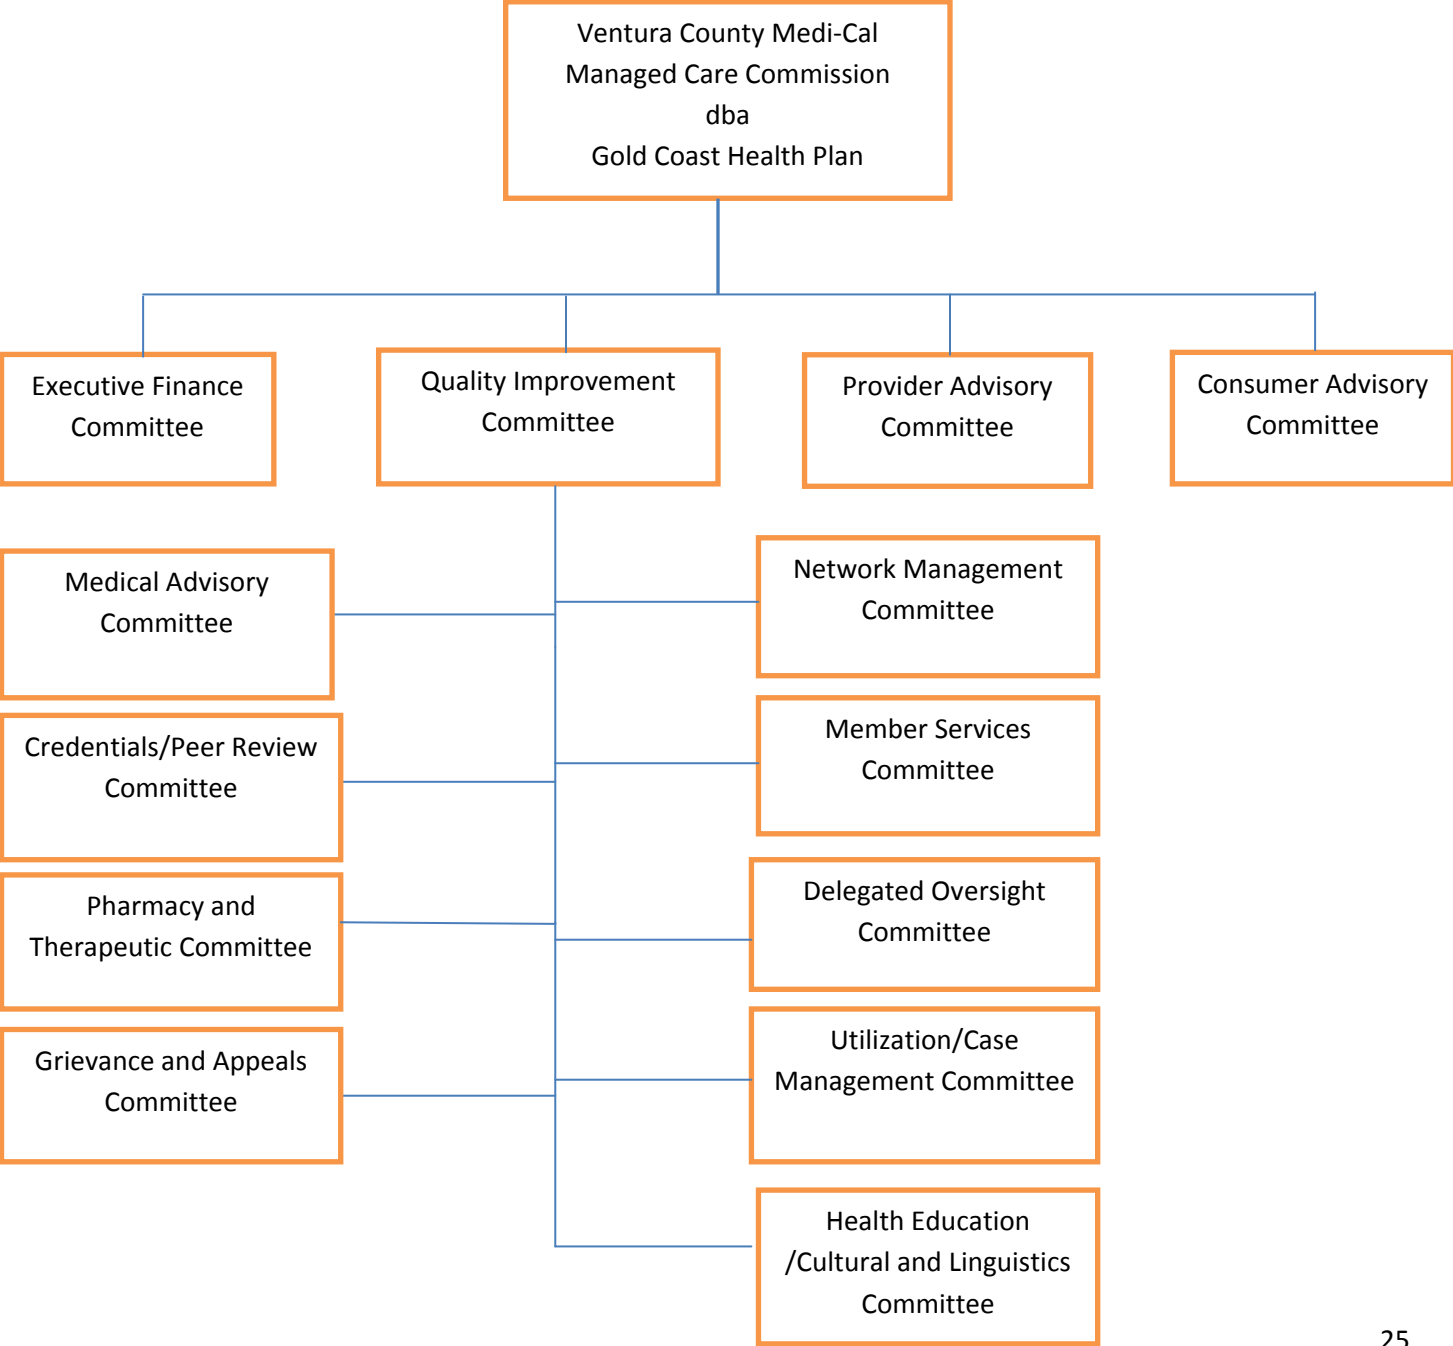 Ventura County Medi-Cal
Managed Care Commission
dba
Gold Coast Health Plan
Executive Finance
Committee
Quality Improvement
Committee
Provider Advisory
Committee
Consumer Advisory
Committee
Medical Advisory
Committee
Credentials/Peer Review
Committee
Pharmacy and
Therapeutic Committee
Grievance and Appeals
Committee
Network Management
Committee
Member Services
Committee
Delegated Oversight
Committee
Utilization/Case
Management Committee
Health Education
/Cultural and Linguistics
Committee
25